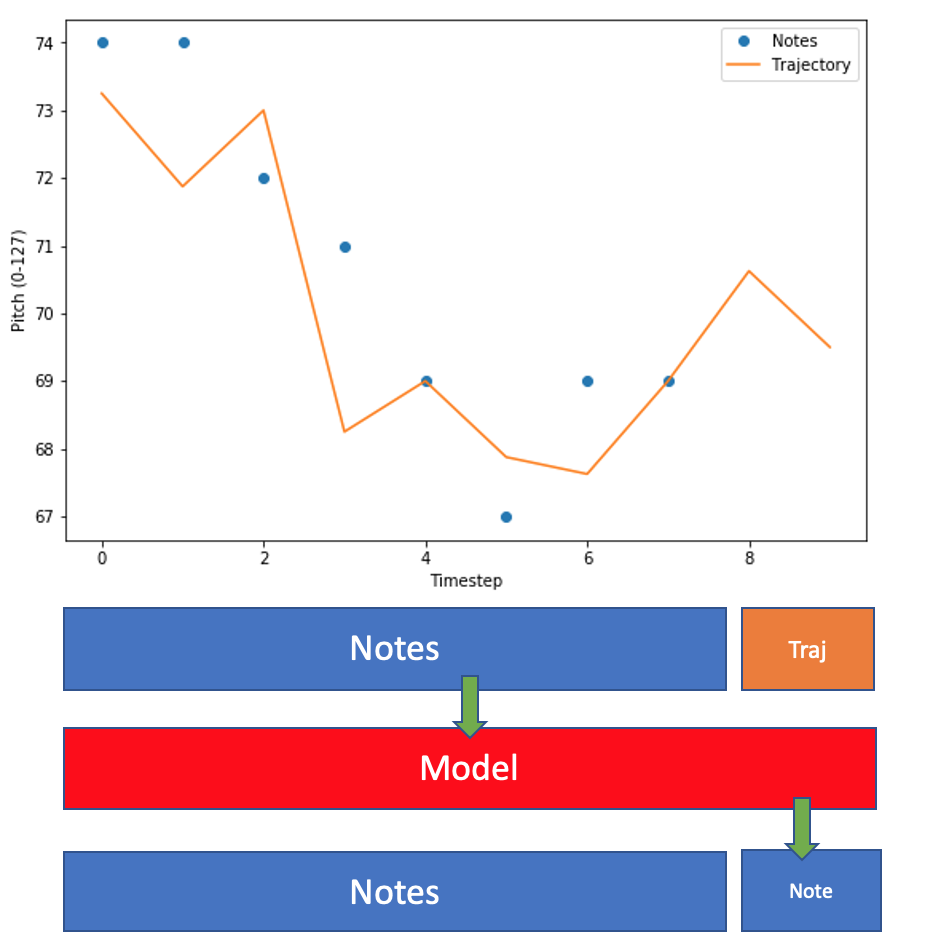 Notes
Trajectory
74
73
72
71
70
69
68
67
Pitch (0-127)
0 2 4 6 8
Timestep
Notes Traj
Model
Notes Note